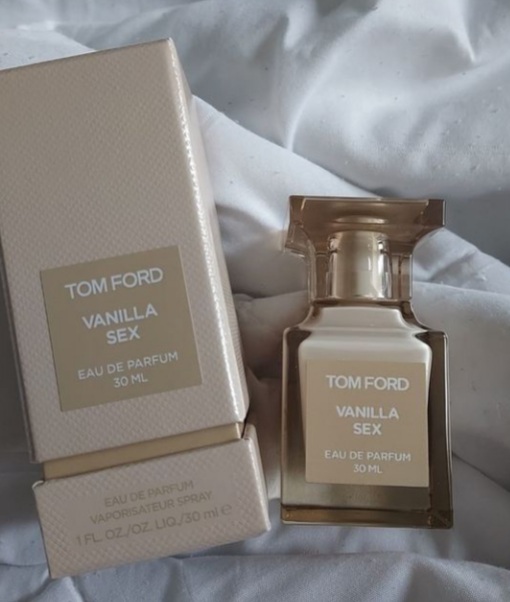 TOM FORD
VANILLA
SEX
EAU DE PARFUM
30 ML
EAU DE PARFUM
VAPORISATEUR SPRAY
1 FL. OZ./OZ. LIQ./30 ml e
TOM FORD
VANILLA
SEX
EAU DE PARFUM
30 ML